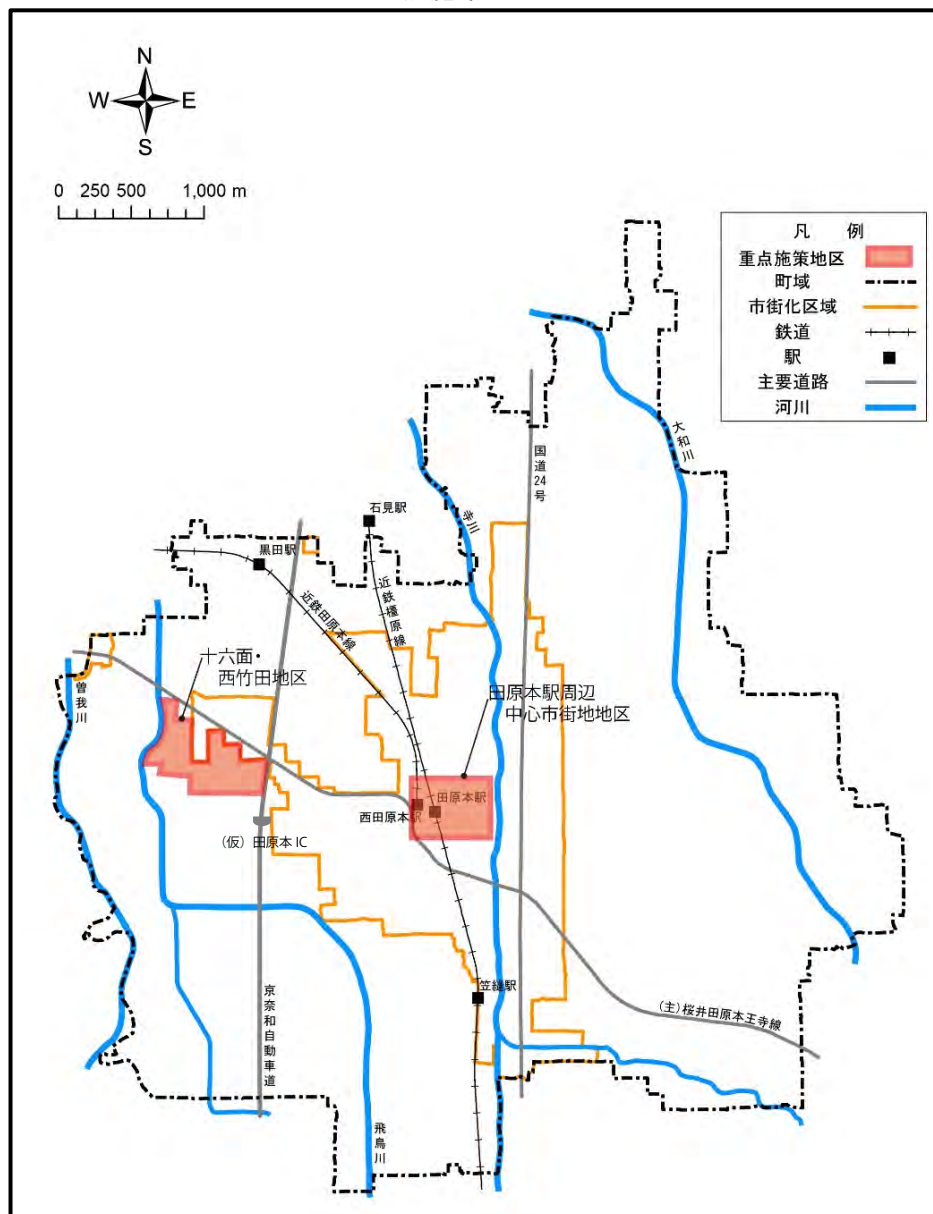 N
W E
S
0 250 500 1,000 m
凡 例
重点施策地区
町域
市街化区域
鉄道
駅
主要道路
河川
大和川
国道24号
寺川
石見駅
黒田駅
近鉄橿原線
近鉄田原本線
十六面・
西竹田地区
曽我川
田原本駅周辺
中心市街地地区
田原本駅
西田原本駅
(仮) 田原本 IC
笠縫駅
京奈和自動車道
(主)桜井田原本王寺線
飛鳥川